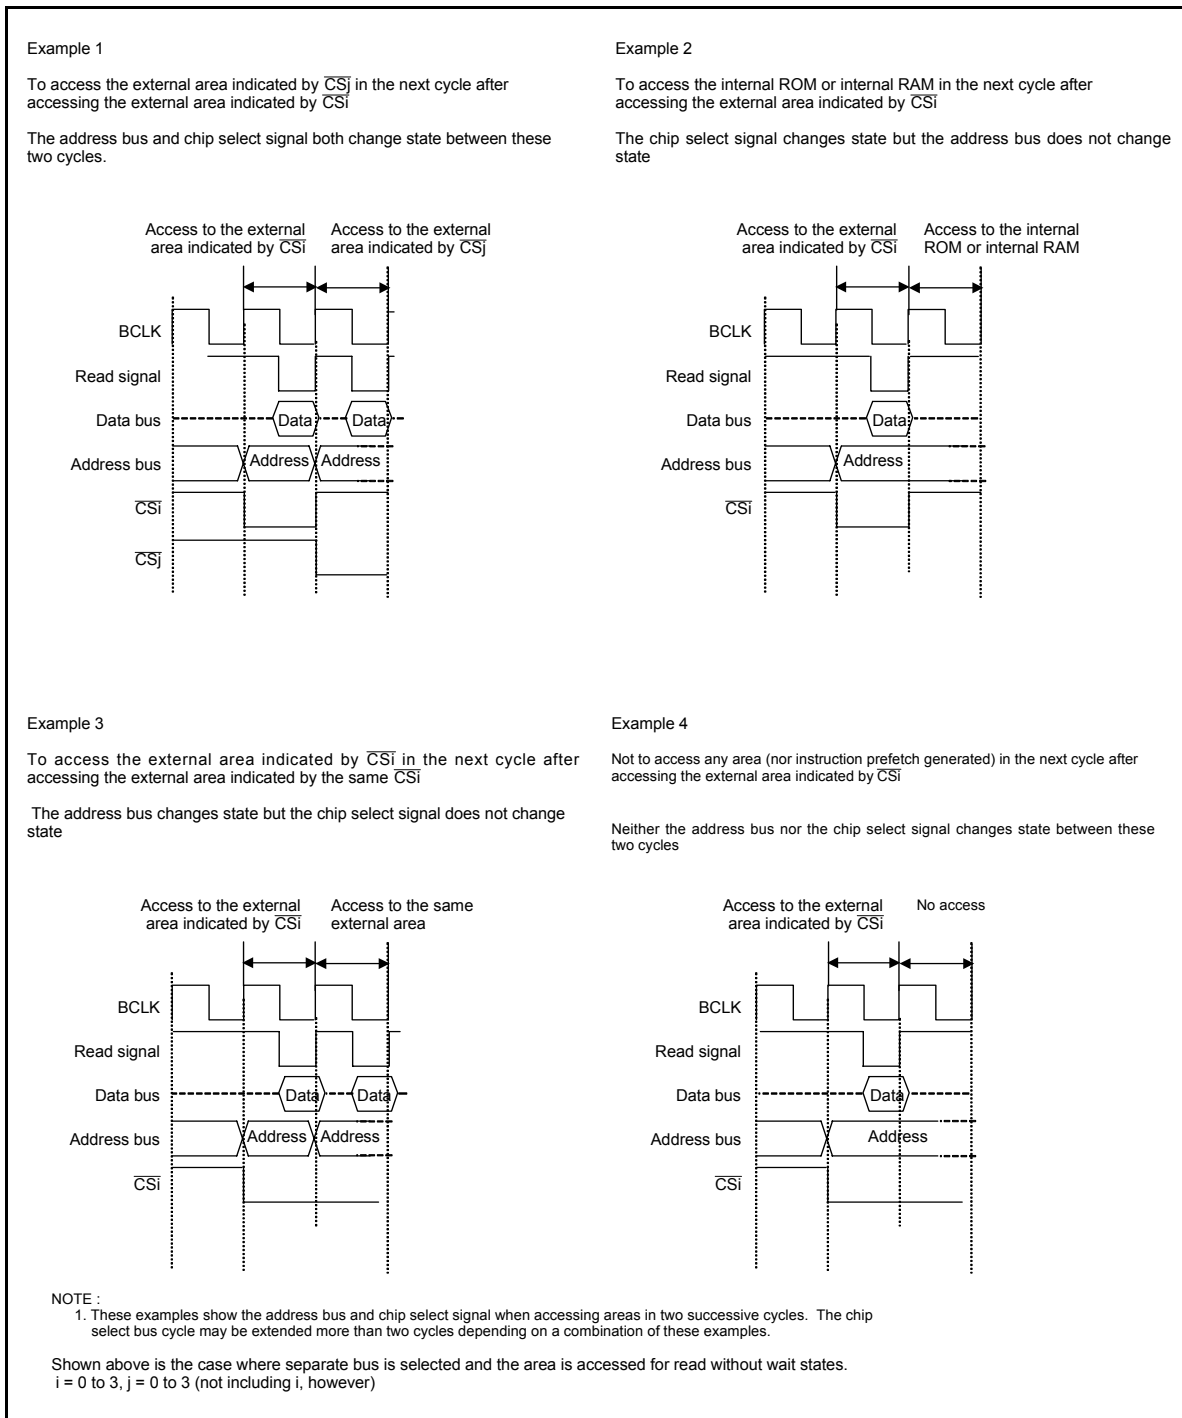 Example 1
To access the external area indicated by CSj in the next cycle after
accessing the external area indicated by CSi
The address bus and chip select signal both change state between these
two cycles.
Access to the external
area indicated by CSi
Access to the external
area indicated by CSj
BCLK
Read signal
Data bus
Data
Data
Address bus
Address
Address
CSi
CSj
Example 2
To access the internal ROM or internal RAM in the next cycle after
accessing the external area indicated by CSi
The chip select signal changes state but the address bus does not change
state
Access to the external
area indicated by CSi
Access to the internal
ROM or internal RAM
BCLK
Read signal
Data bus
Data
Address bus
Address
CSi
Example 3
To access the external area indicated by CSi in the next cycle after
accessing the external area indicated by the same CSi
The address bus changes state but the chip select signal does not change
state
Access to the external
area indicated by CSi
Access to the same
external area
BCLK
Read signal
Data bus
Data
Data
Address bus
Address
Address
CSi
Example 4
Not to access any area (nor instruction prefetch generated) in the next cycle after
accessing the external area indicated by CSi
Neither the address bus nor the chip select signal changes state between these
two cycles
Access to the external
area indicated by CSi
No access
BCLK
Read signal
Data bus
Data
Address bus
Address
CSi
NOTE :
1. These examples show the address bus and chip select signal when accessing areas in two successive cycles. The chip
select bus cycle may be extended more than two cycles depending on a combination of these examples.
Shown above is the case where separate bus is selected and the area is accessed for read without wait states.
i = 0 to 3, j = 0 to 3 (not including i, however)